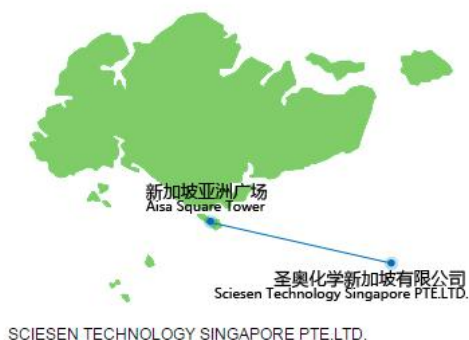 新加坡亚洲广场
Aisa Square Tower
圣奥化学新加坡有限公司
Sciesen Technology Singapore PTE.LTD.
SCIESEN TECHNOLOGY SINGAPORE PTE.LTD.